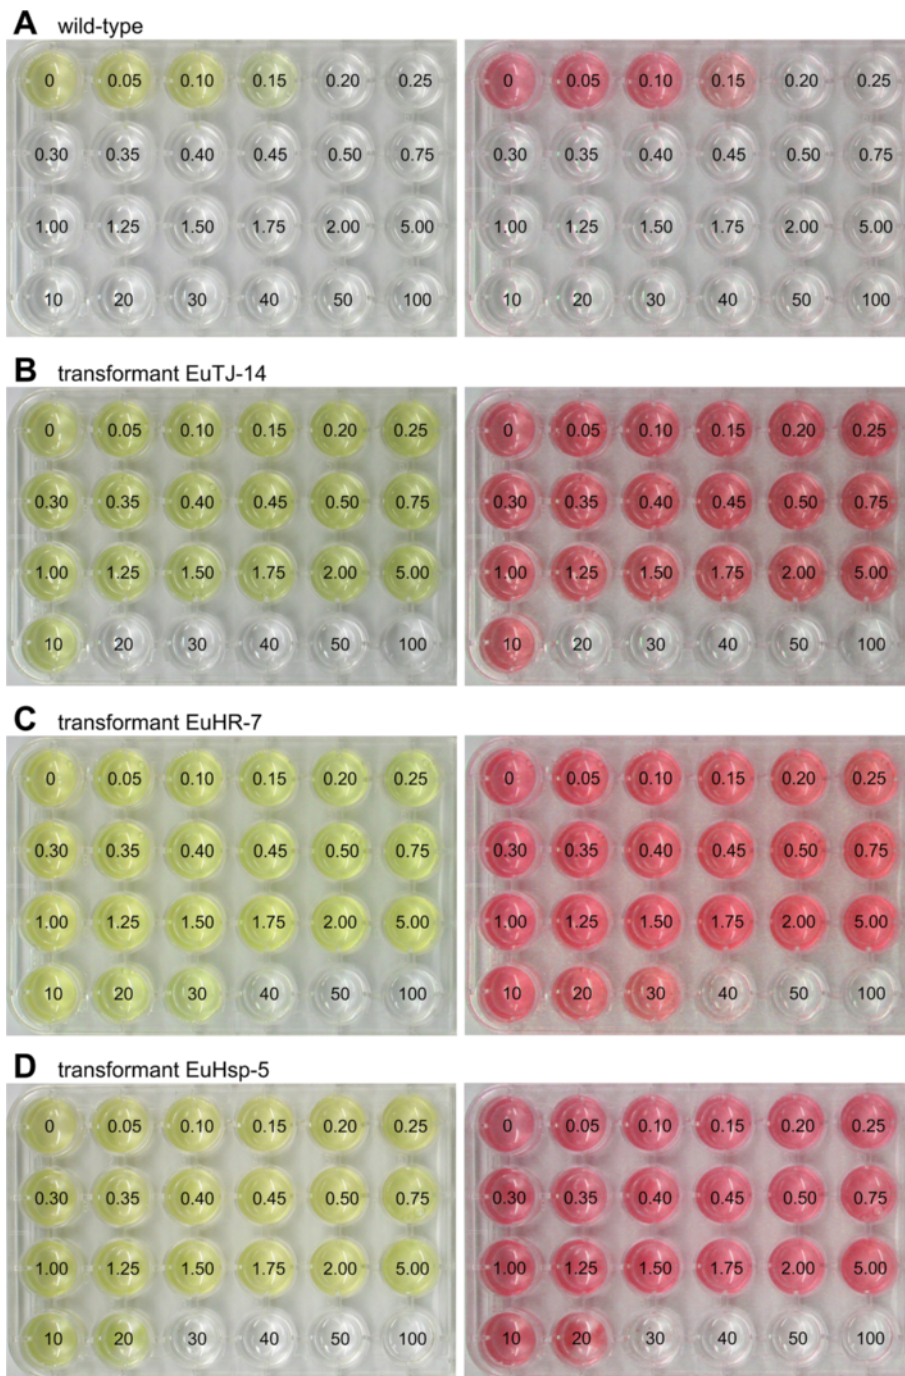 A wild-type
0 0.05 0.10 0.15 0.20 0.25 0 0.05 0.10 0.15 0.20 0.25
0.30 0.35 0.40 0.45 0.50 0.75 0.30 0.35 0.40 0.45 0.50 0.75
1.00 1.25 1.50 1.75 2.00 5.00 1.00 1.25 1.50 1.75 2.00 5.00
10 20 30 40 50 100 10 20 30 40 50 100
B transformant EuTJ-14
0 0.05 0.10 0.15 0.20 0.25 0 0.05 0.10 0.15 0.20 0.25
0.30 0.35 0.40 0.45 0.50 0.75 0.30 0.35 0.40 0.45 0.50 0.75
1.00 1.25 1.50 1.75 2.00 5.00 1.00 1.25 1.50 1.75 2.00 5.00
10 20 30 40 50 100 10 20 30 40 50 100
C transformant EuHR-7
0 0.05 0.10 0.15 0.20 0.25 0 0.05 0.10 0.15 0.20 0.25
0.30 0.35 0.40 0.45 0.50 0.75 0.30 0.35 0.40 0.45 0.50 0.75
1.00 1.25 1.50 1.75 2.00 5.00 1.00 1.25 1.50 1.75 2.00 5.00
10 20 30 40 50 100 10 20 30 40 50 100
D transformant EuHsp-5
0 0.05 0.10 0.15 0.20 0.25 0 0.05 0.10 0.15 0.20 0.25
0.30 0.35 0.40 0.45 0.50 0.75 0.30 0.35 0.40 0.45 0.50 0.75
1.00 1.25 1.50 1.75 2.00 5.00 1.00 1.25 1.50 1.75 2.00 5.00
10 20 30 40 50 100 10 20 30 40 50 100